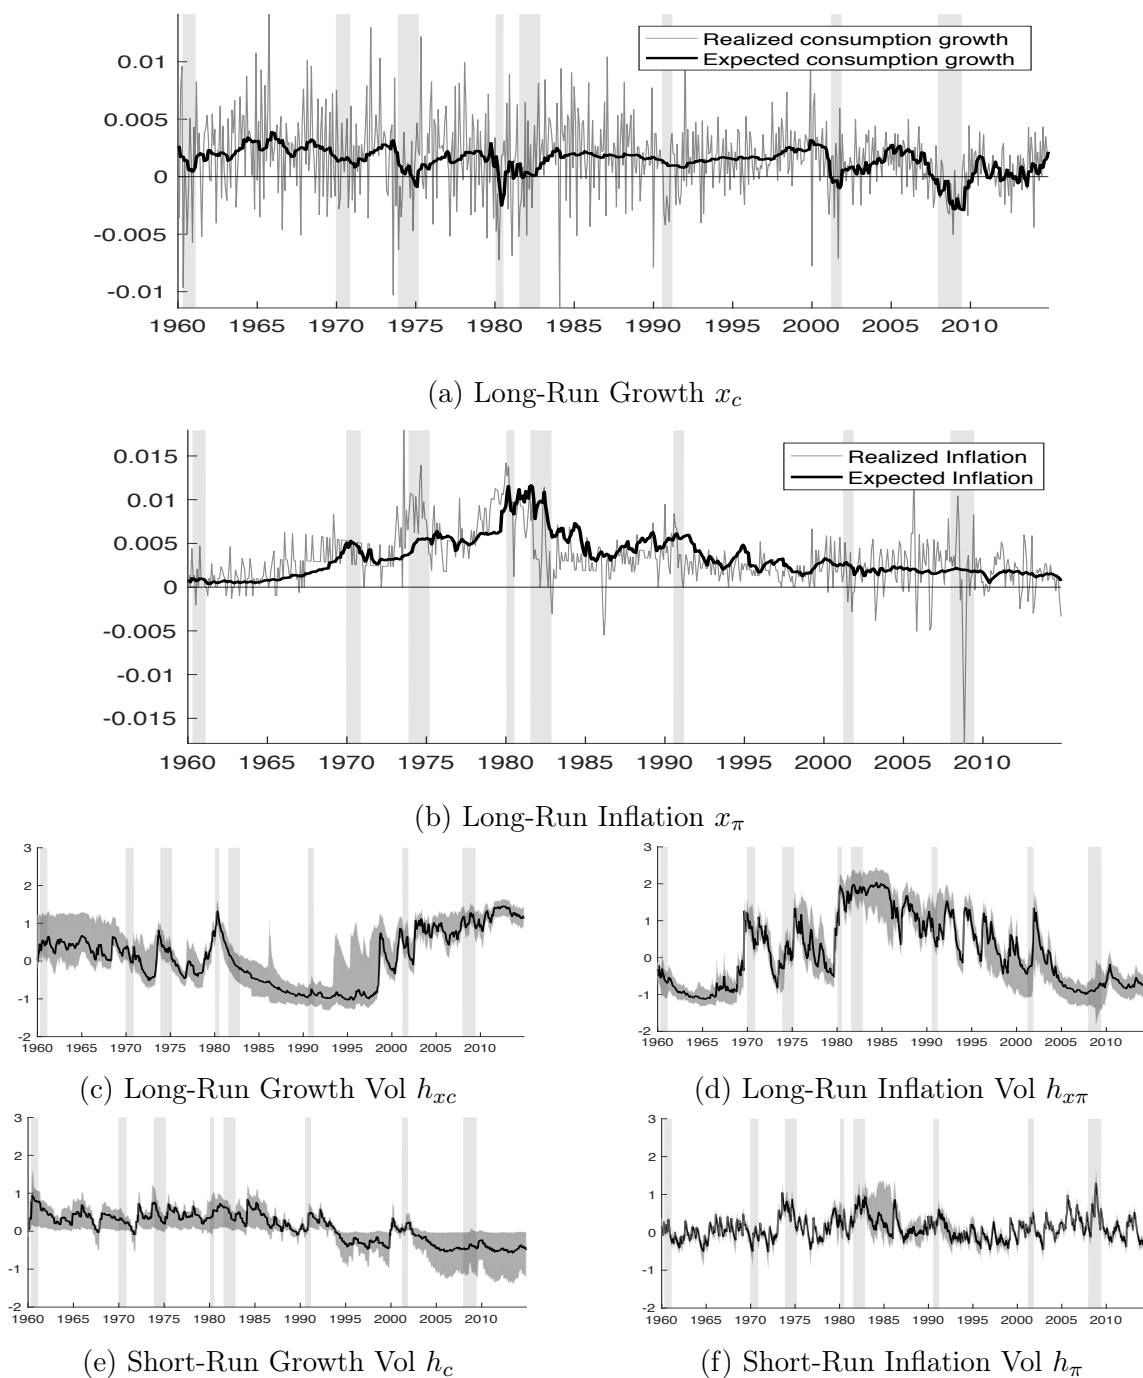 Realized consumption growth
Expected consumption growth
0.01
0.005
0
-0.005
-0.01
1960 1965 1970 1975 1980 1985 1990 1995 2000 2005 2010
(a) Long-Run Growth x_c
Realized Inflation
Expected Inflation
0.015
0.01
0.005
0
-0.005
-0.01
-0.015
1960 1965 1970 1975 1980 1985 1990 1995 2000 2005 2010
(b) Long-Run Inflation x_π
3
2
1
0
-1
-2
1960 1965 1970 1975 1980 1985 1990 1995 2000 2005 2010
(c) Long-Run Growth Vol h_{xc}
3
2
1
0
-1
-2
1960 1965 1970 1975 1980 1985 1990 1995 2000 2005 2010
(d) Long-Run Inflation Vol h_{xπ}
3
2
1
0
-1
-2
1960 1965 1970 1975 1980 1985 1990 1995 2000 2005 2010
(e) Short-Run Growth Vol h_c
3
2
1
0
-1
-2
1960 1965 1970 1975 1980 1985 1990 1995 2000 2005 2010
(f) Short-Run Inflation Vol h_π